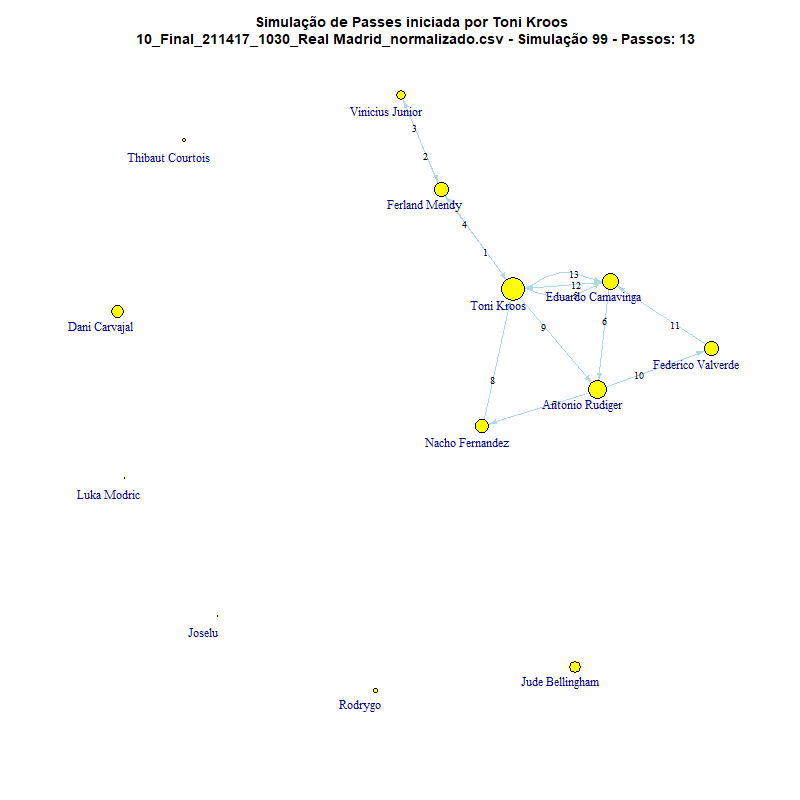 Simulação de Passes iniciada por Toni Kroos
10_Final_211417_1030_Real Madrid_normalizado.csv - Simulação 99 - Passos: 13
Vinicius Junior
3
Thibaut Courtois
2
Ferland Mendy
4
1
13
12
Eduardo Camavinga
Toni Kroos
6
11
9
Dani Carvajal
Federico Valverde
10
8
Antonio Rudiger
Nacho Fernandez
Luka Modric
Joselu
Jude Bellingham
Rodrygo